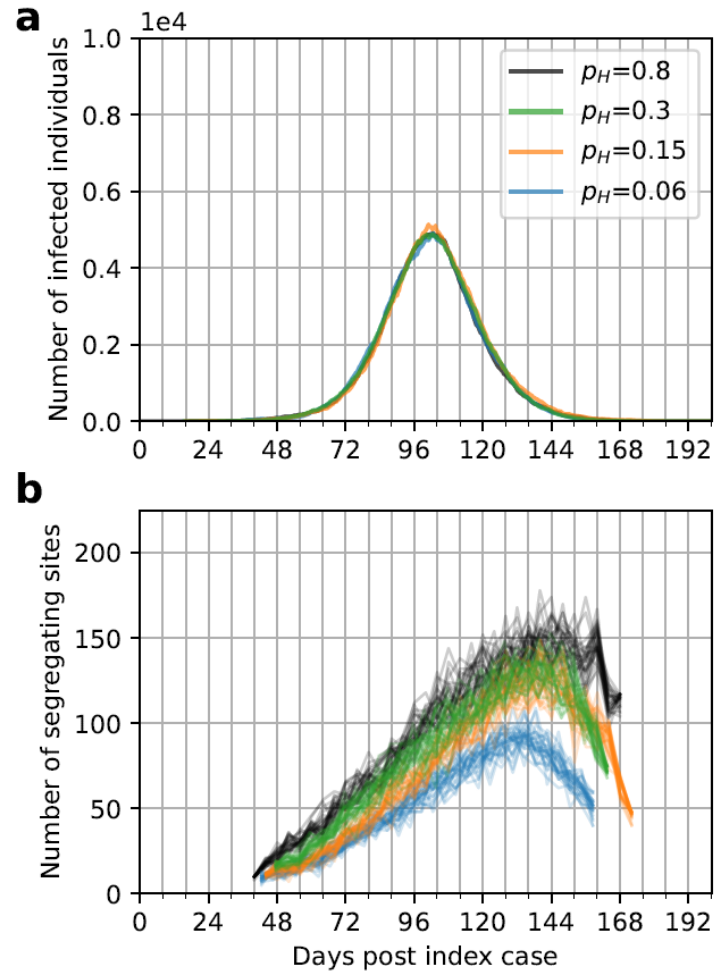 a
1e4
Number of infected individuals
1.0
0.8
0.6
0.4
0.2
0.0
p_H=0.8
p_H=0.3
p_H=0.15
p_H=0.06
0 24 48 72 96 120 144 168 192
b
Number of segregating sites
200
150
100
50
0
0 24 48 72 96 120 144 168 192
Days post index case